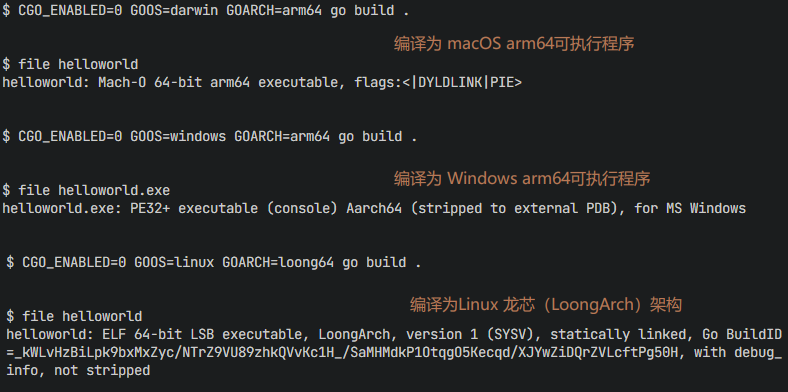 $ CGO_ENABLED=0 GOOS=darwin GOARCH=arm64 go build .
编译为 macOS arm64可执行程序
$ file helloworld
helloworld: Mach-O 64-bit arm64 executable, flags:<|DYLDLINK|PIE>
$ CGO_ENABLED=0 GOOS=windows GOARCH=arm64 go build .
编译为 Windows arm64可执行程序
$ file helloworld.exe
helloworld.exe: PE32+ executable (console) Aarch64 (stripped to external PDB), for MS Windows
$ CGO_ENABLED=0 GOOS=linux GOARCH=loong64 go build .
编译为Linux 龙芯（LoongArch）架构
$ file helloworld
helloworld: ELF 64-bit LSB executable, LoongArch, version 1 (SYSV), statically linked, Go BuildID
=_kWLvHzBiLpk9bxMxZyc/NTrZ9VU89zhkQVvKc1H_/SaMHMdkP1Otqg05Kecqd/XJYwZiDQrZVLcftPg50H, with debug_
info, not stripped